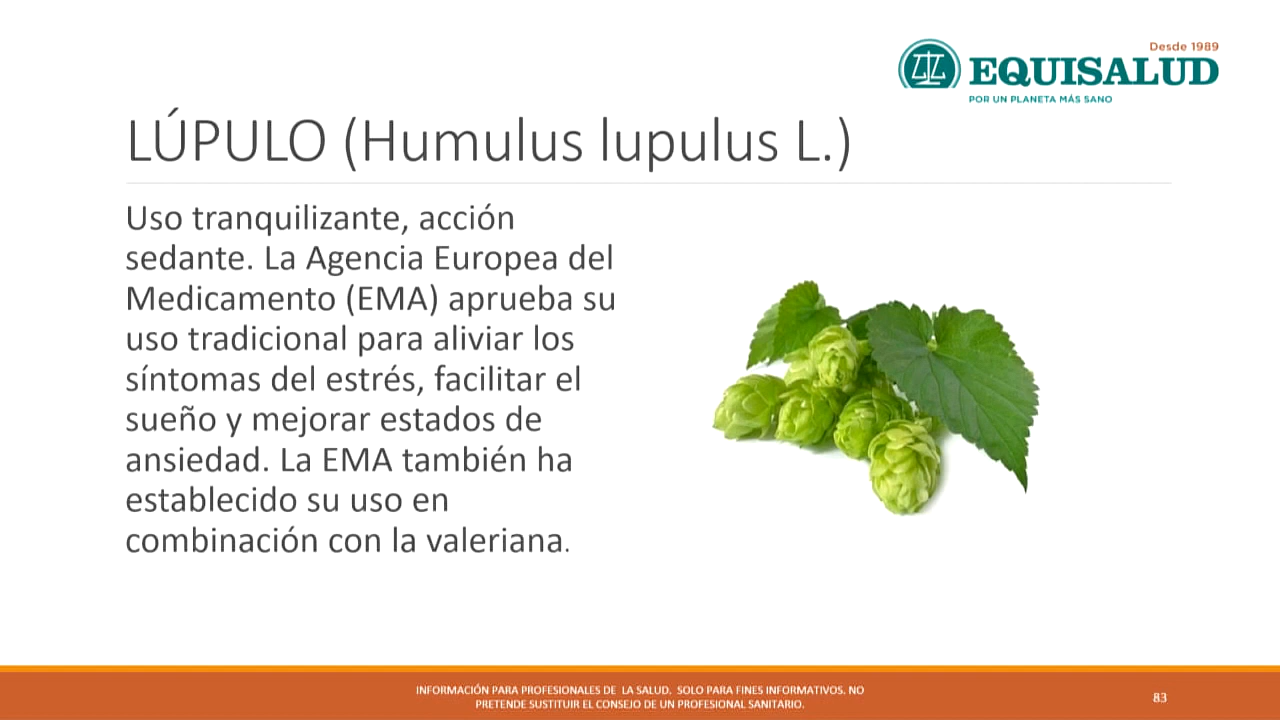 Desde 1989
EQUISALUD
POR UN PLANETA MÁS SANO
LÚPULO (Humulus lupulus L.)
Uso tranquilizante, acción
sedante. La Agencia Europea del
Medicamento (EMA) aprueba su
uso tradicional para aliviar los
síntomas del estrés, facilitar el
sueño y mejorar estados de
ansiedad. La EMA también ha
establecido su uso en
combinación con la valeriana.
INFORMACIÓN PARA PROFESIONALES DE LA SALUD. SOLO PARA FINES INFORMATIVOS. NO
PRETENDE SUSTITUIR EL CONSEJO DE UN PROFESIONAL SANITARIO.
83